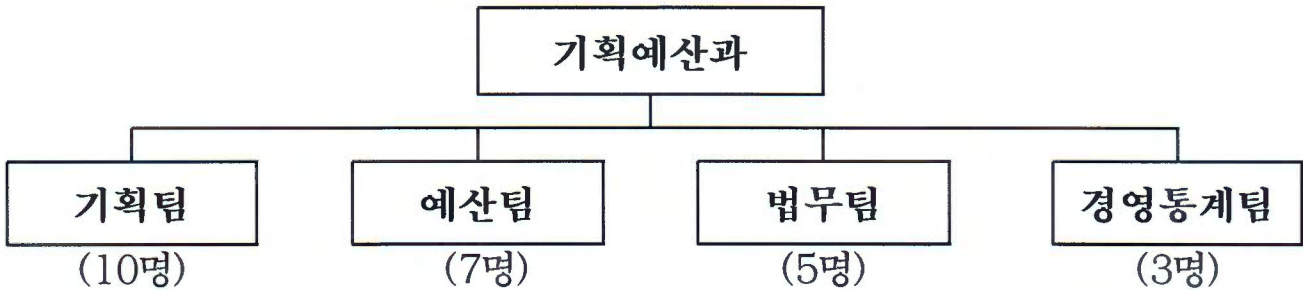 기획예산과
기획팀 예산팀 법무팀 경영통계팀
(10명) (7명) (5명) (3명)